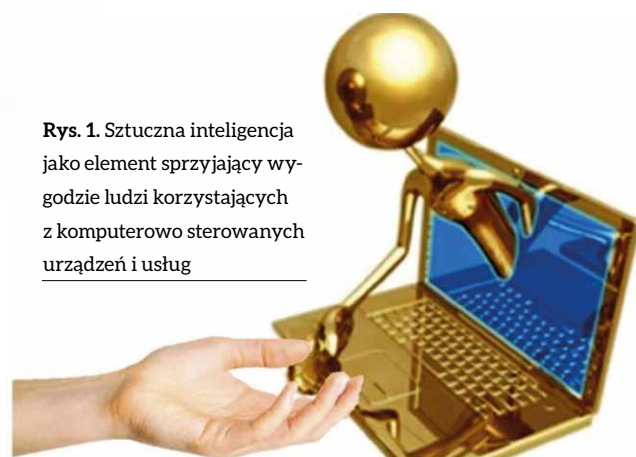 Rys. 1. Sztuczna inteligencja
jako element sprzyjający wy-
godzie ludzi korzystających
z komputerowo sterowanych
urządzeń i usług